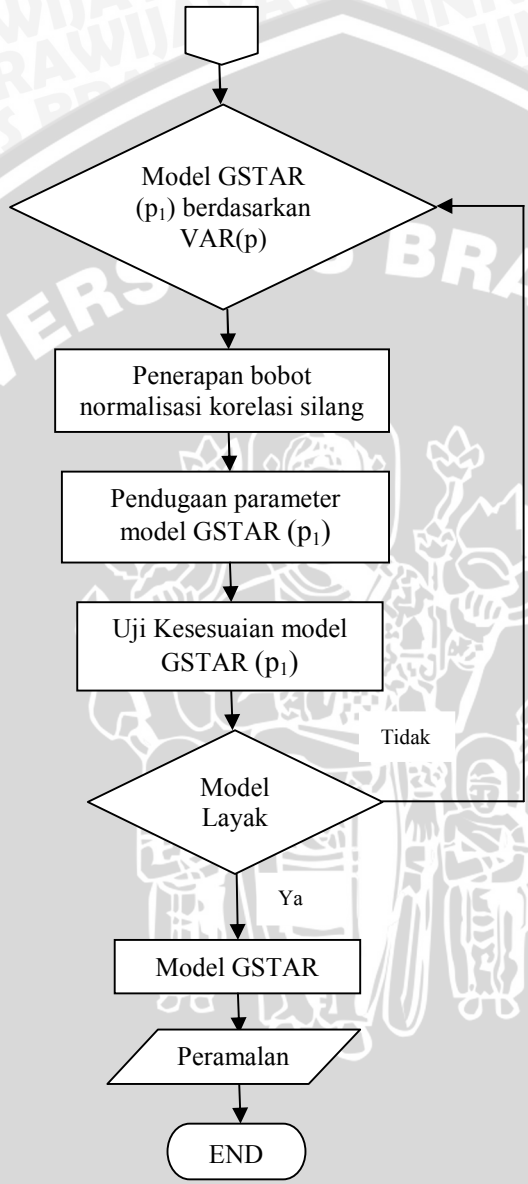 Model GSTAR
(p₁) berdasarkan
VAR(p)
Penerapan bobot
normalisasi korelasi silang
Pendugaan parameter
model GSTAR (p₁)
Uji Kesesuaian model
GSTAR (p₁)
Tidak
Model
Layak
Ya
Model GSTAR
Peramalan
END